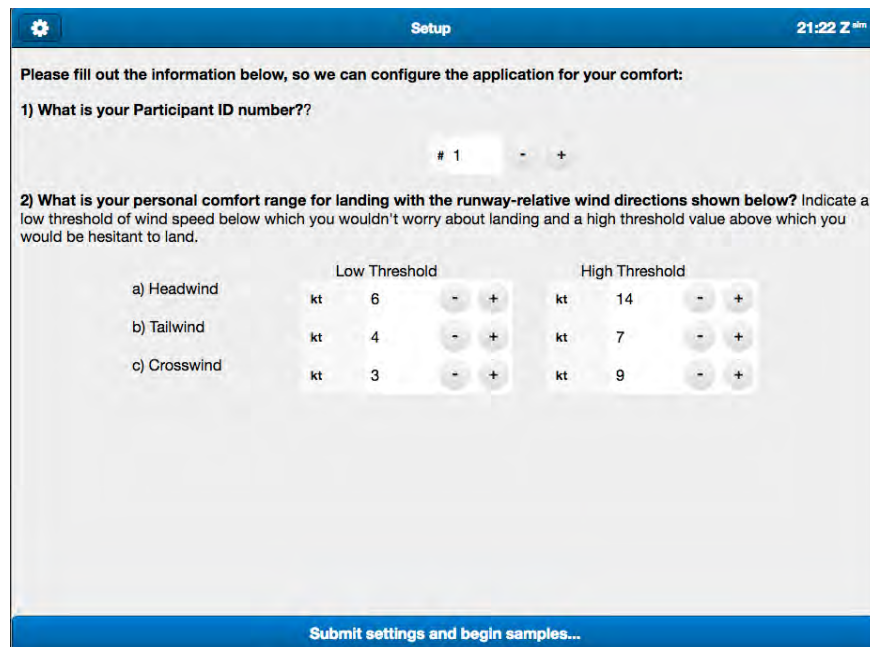 Setup
21:22 Z sim
Please fill out the information below, so we can configure the application for your comfort:
1) What is your Participant ID number??
# 1 - +
2) What is your personal comfort range for landing with the runway-relative wind directions shown below? Indicate a
low threshold of wind speed below which you wouldn't worry about landing and a high threshold value above which you
would be hesitant to land.
Low Threshold High Threshold
a) Headwind kt 6 - + kt 14 - +
b) Tailwind kt 4 - + kt 7 - +
c) Crosswind kt 3 - + kt 9 - +
Submit settings and begin samples...